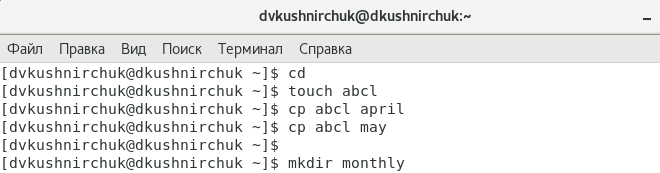 dvkushnirchuk@dkushnirchuk:~
Файл Правка Вид Поиск Терминал Справка
[dvkushnirchuk@dkushnirchuk ~]$ cd
[dvkushnirchuk@dkushnirchuk ~]$ touch abcl
[dvkushnirchuk@dkushnirchuk ~]$ cp abcl april
[dvkushnirchuk@dkushnirchuk ~]$ cp abcl may
[dvkushnirchuk@dkushnirchuk ~]$
[dvkushnirchuk@dkushnirchuk ~]$ mkdir monthly